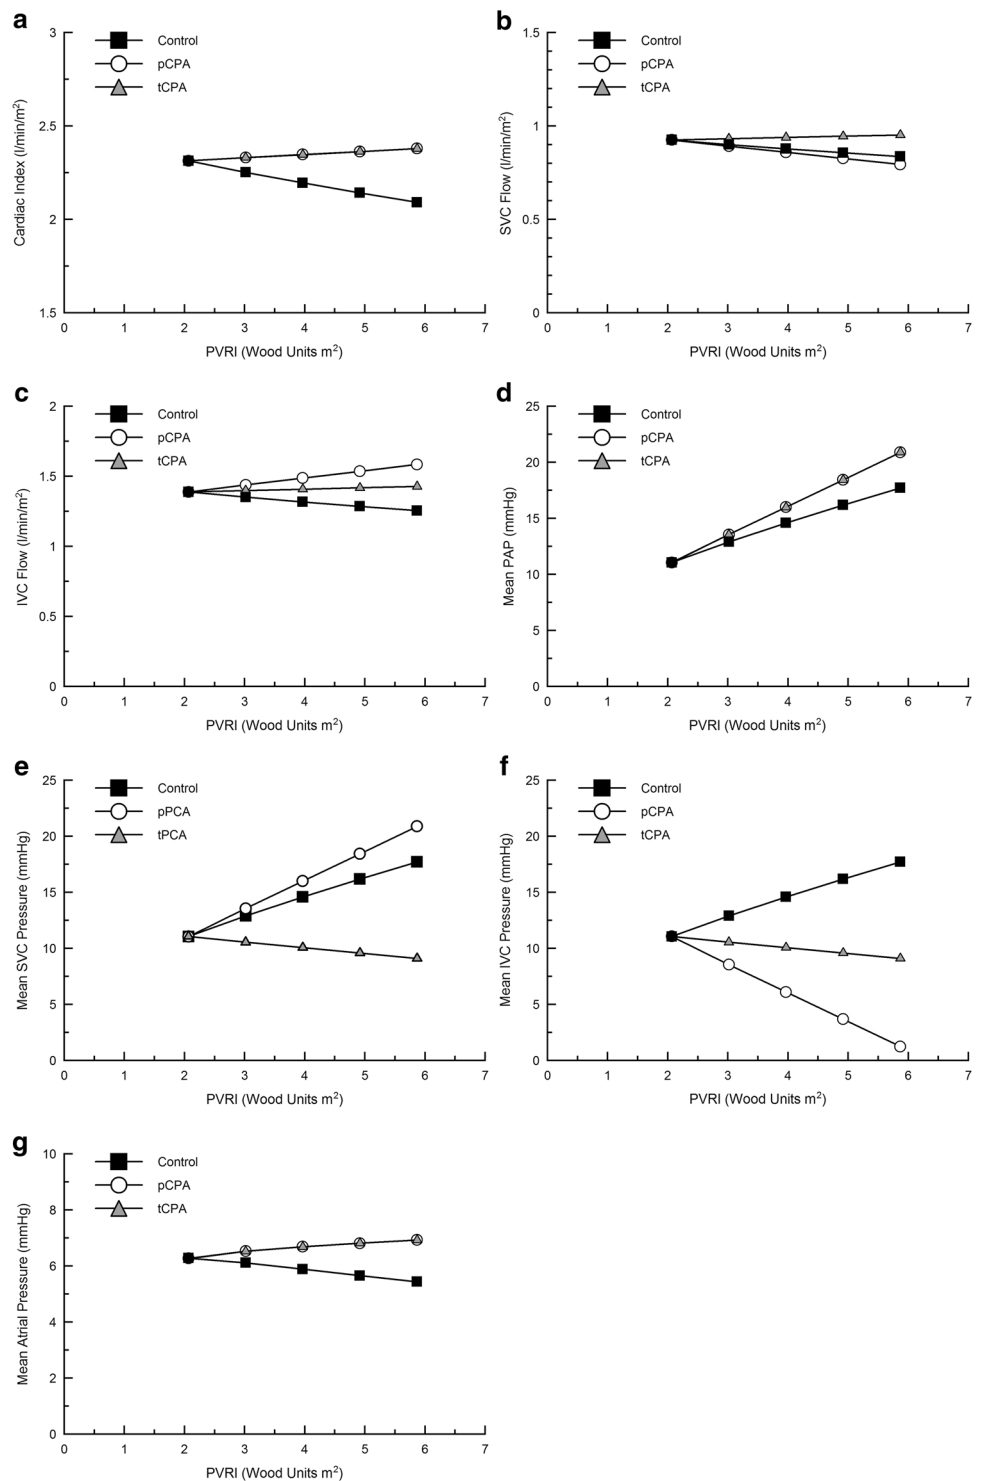 a
3
2.5
2
1.5
0 1 2 3 4 5 6 7
Cardiac Index (l/min/m²)
PVRI (Wood Units m²)
Control
pCPA
tCPA
b
1.5
1
0.5
0
0 1 2 3 4 5 6 7
SVC Flow (l/min/m²)
PVRI (Wood Units m²)
Control
pCPA
tCPA
c
2
1.5
1
0.5
0
0 1 2 3 4 5 6 7
IVC Flow (l/min/m²)
PVRI (Wood Units m²)
Control
pCPA
tCPA
d
25
20
15
10
5
0
0 1 2 3 4 5 6 7
Mean PAP (mmHg)
PVRI (Wood Units m²)
Control
pCPA
tCPA
e
25
20
15
10
5
0
0 1 2 3 4 5 6 7
Mean SVC Pressure (mmHg)
PVRI (Wood Units m²)
Control
pPCA
tPCA
f
25
20
15
10
5
0
0 1 2 3 4 5 6 7
Mean IVC Pressure (mmHg)
PVRI (Wood Units m²)
Control
pCPA
tCPA
g
10
8
6
4
2
0
0 1 2 3 4 5 6 7
Mean Atrial Pressure (mmHg)
PVRI (Wood Units m²)
Control
pCPA
tCPA